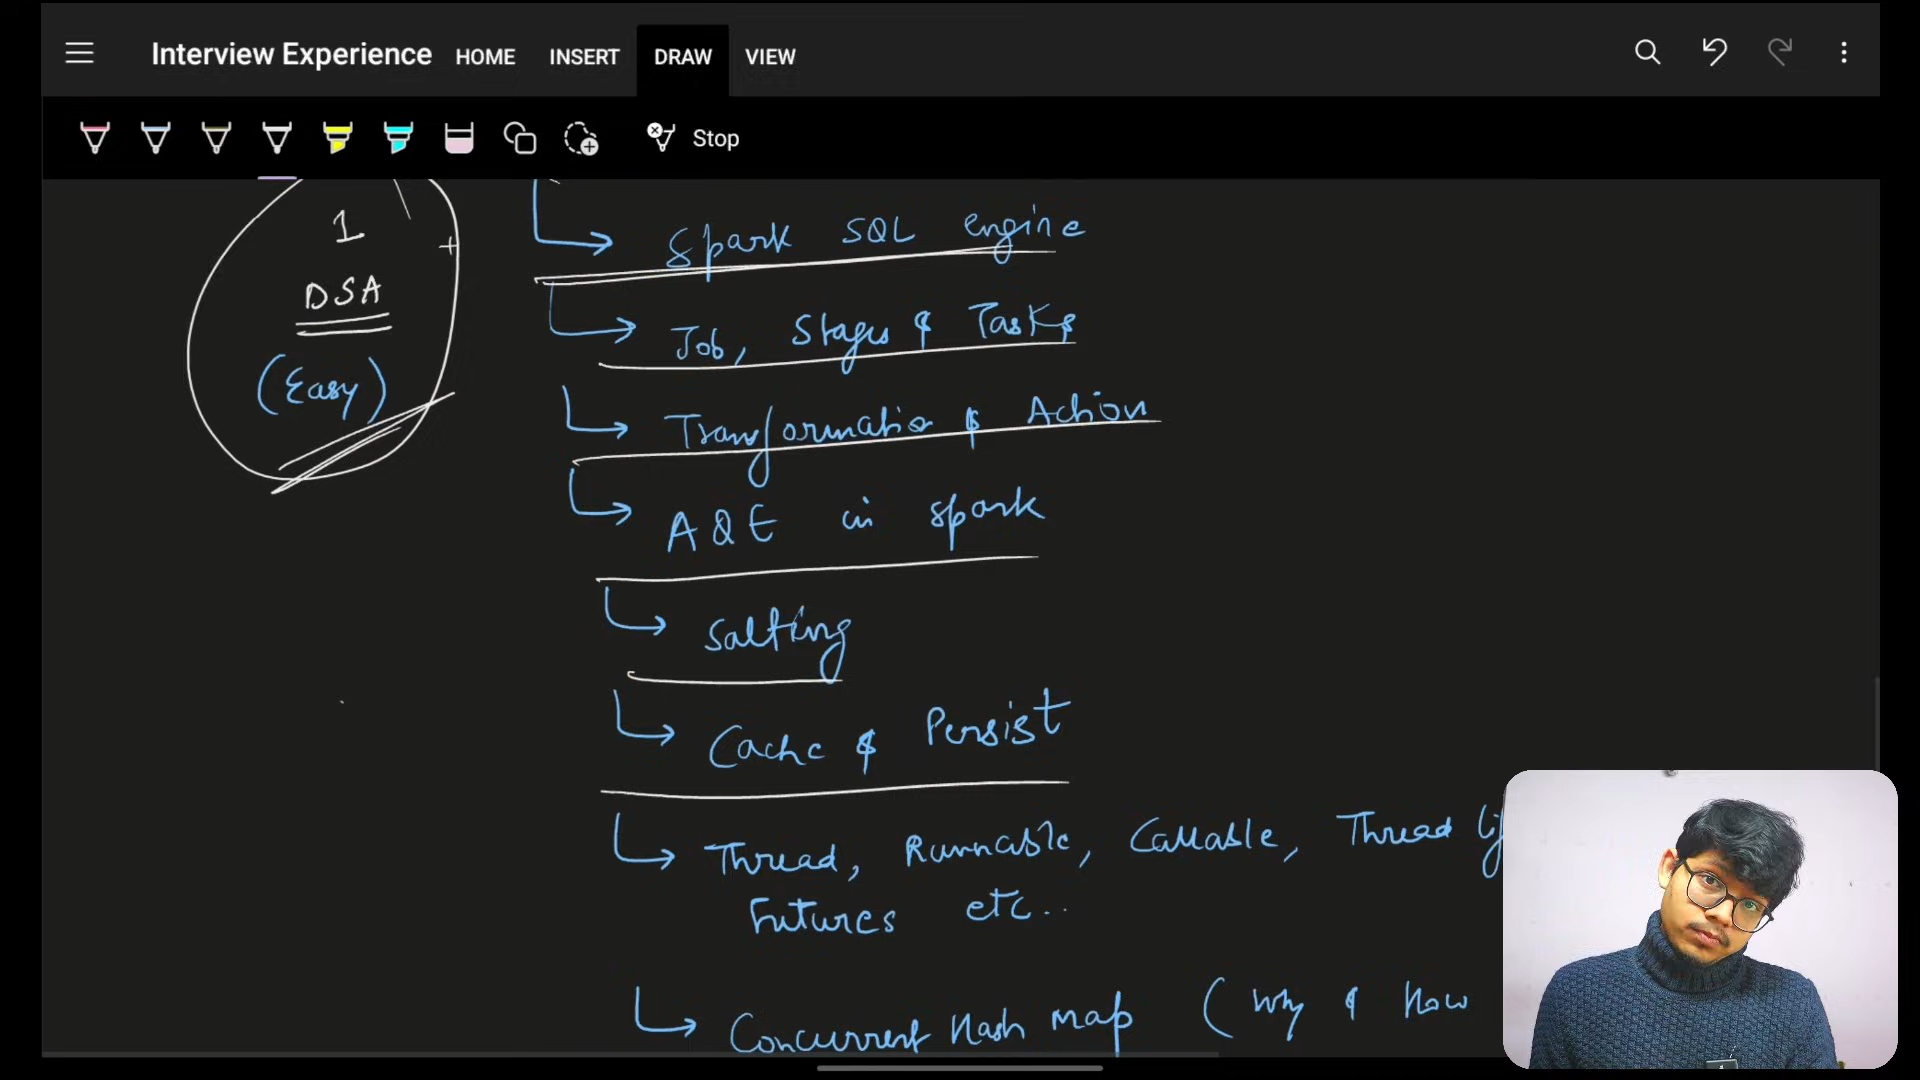 Interview Experience HOME INSERT DRAW VIEW
Stop
1
DSA
(Easy)
Spark SQL engine
Job, Stages & Tasks
Transformatio & Action
AQE in spark
Salting
Cache & Persist
Thread, Runnable, Callable, Thread
Futures etc..
Concurrent Hash map ( Why & How